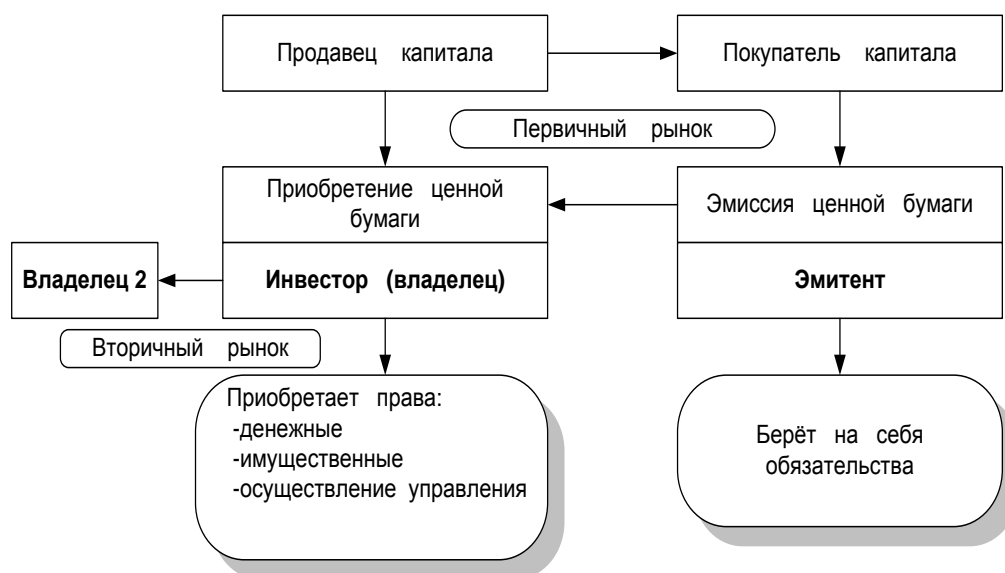 Продавец капитала
Покупатель капитала
Первичный рынок
Приобретение ценной
бумаги
Эмиссия ценной бумаги
Владелец 2
Инвестор (владелец)
Эмитент
Вторичный рынок
Приобретает права:
-денежные
-имущественные
-осуществление управления
Берёт на себя
обязательства